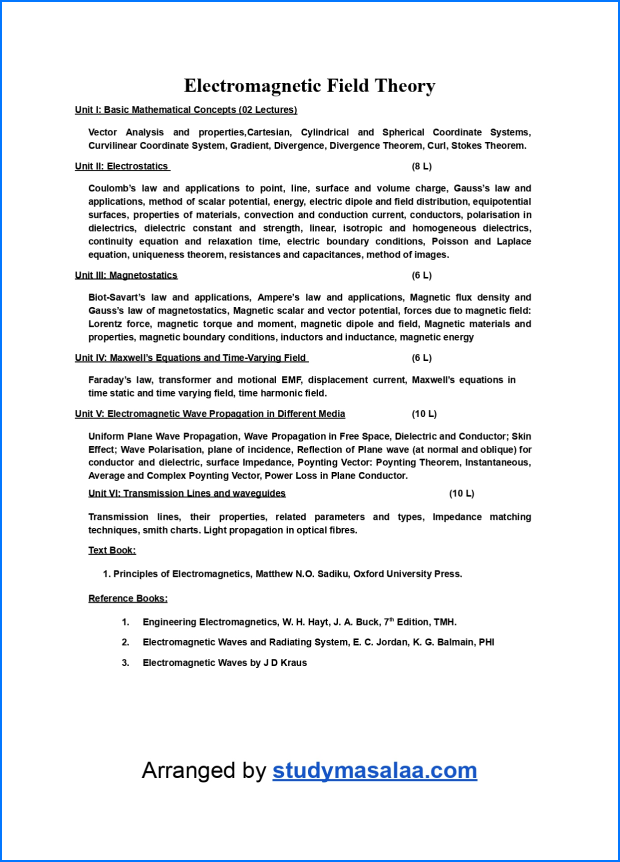 Electromagnetic Field Theory
Unit I: Basic Mathematical Concepts (02 Lectures)
Vector Analysis and properties,Cartesian, Cylindrical and Spherical Coordinate Systems,
Curvilinear Coordinate System, Gradient, Divergence, Divergence Theorem, Curl, Stokes Theorem.
Unit II: Electrostatics (8 L)
Coulomb's law and applications to point, line, surface and volume charge, Gauss's law and
applications, method of scalar potential, energy, electric dipole and field distribution, equipotential
surfaces, properties of materials, convection and conduction current, conductors, polarisation in
dielectrics, dielectric constant and strength, linear, isotropic and homogeneous dielectrics,
continuity equation and relaxation time, electric boundary conditions, Poisson and Laplace
equation, uniqueness theorem, resistances and capacitances, method of images.
Unit III: Magnetostatics (6 L)
Biot-Savart's law and applications, Ampere's law and applications, Magnetic flux density and
Gauss's law of magnetostatics, Magnetic scalar and vector potential, forces due to magnetic field:
Lorentz force, magnetic torque and moment, magnetic dipole and field, Magnetic materials and
properties, magnetic boundary conditions, inductors and inductance, magnetic energy
Unit IV: Maxwell's Equations and Time-Varying Field (6 L)
Faraday's law, transformer and motional EMF, displacement current, Maxwell's equations in
time static and time varying field, time harmonic field.
Unit V: Electromagnetic Wave Propagation in Different Media (10 L)
Uniform Plane Wave Propagation, Wave Propagation in Free Space, Dielectric and Conductor; Skin
Effect; Wave Polarisation, plane of incidence, Reflection of Plane wave (at normal and oblique) for
conductor and dielectric, surface Impedance, Poynting Vector: Poynting Theorem, Instantaneous,
Average and Complex Poynting Vector, Power Loss in Plane Conductor.
Unit VI: Transmission Lines and waveguides (10 L)
Transmission lines, their properties, related parameters and types, Impedance matching
techniques, smith charts. Light propagation in optical fibres.
Text Book:
1. Principles of Electromagnetics, Matthew N.O. Sadiku, Oxford University Press.
Reference Books:
1. Engineering Electromagnetics, W. H. Hayt, J. A. Buck, 7th Edition, TMH.
2. Electromagnetic Waves and Radiating System, E. C. Jordan, K. G. Balmain, PHI
3. Electromagnetic Waves by J D Kraus
Arranged by studymasalaa.com